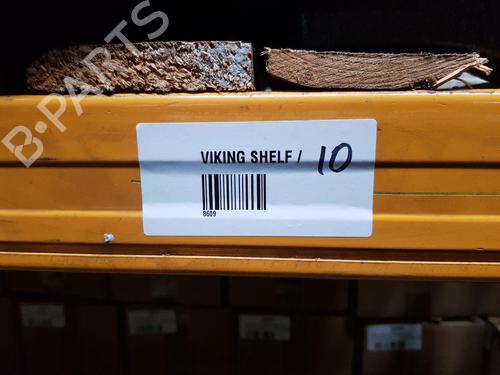 B-PARTS
VIKING SHELF / 10
8609